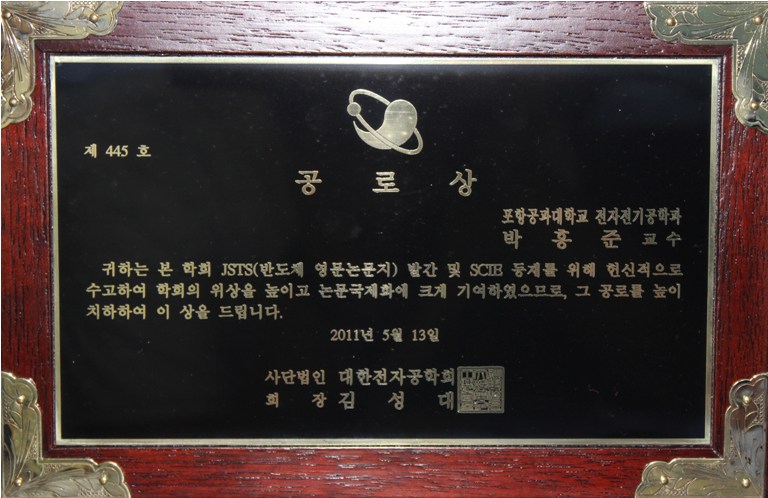 제 445 호
공 로 상
포항공과대학교 전자전기공학과
박 홍 준 교수
귀하는 본 학회 JSTS(반도체 영문논문지) 발간 및 SCIE 등재를 위해 헌신적으로
수고하여 학회의 위상을 높이고 논문국제화에 크게 기여하였으므로, 그 공로를 높이
치하하여 이 상을 드립니다.
2011년 5월 13일
사단법인 대한전자공학회
회 장 김 성 대